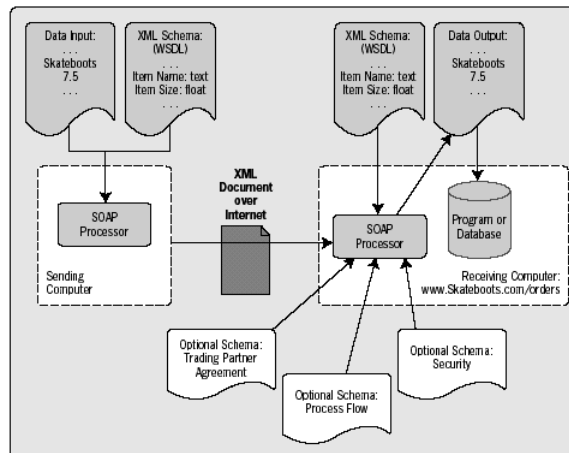 Data Input:
. . .
Skateboots
7.5
. . .
XML Schema:
(WSDL)
. . .
Item Name: text
Item Size: float
. . .
XML Schema:
(WSDL)
. . .
Item Name: text
Item Size: float
. . .
Data Output:
. . .
Skateboots
7.5
. . .
SOAP
Processor
Sending
Computer
XML
Document
over
Internet
SOAP
Processor
Program or
Database
Receiving Computer:
www.Skateboots.com/orders
Optional Schema:
Trading Partner
Agreement
Optional Schema:
Process Flow
Optional Schema:
Security